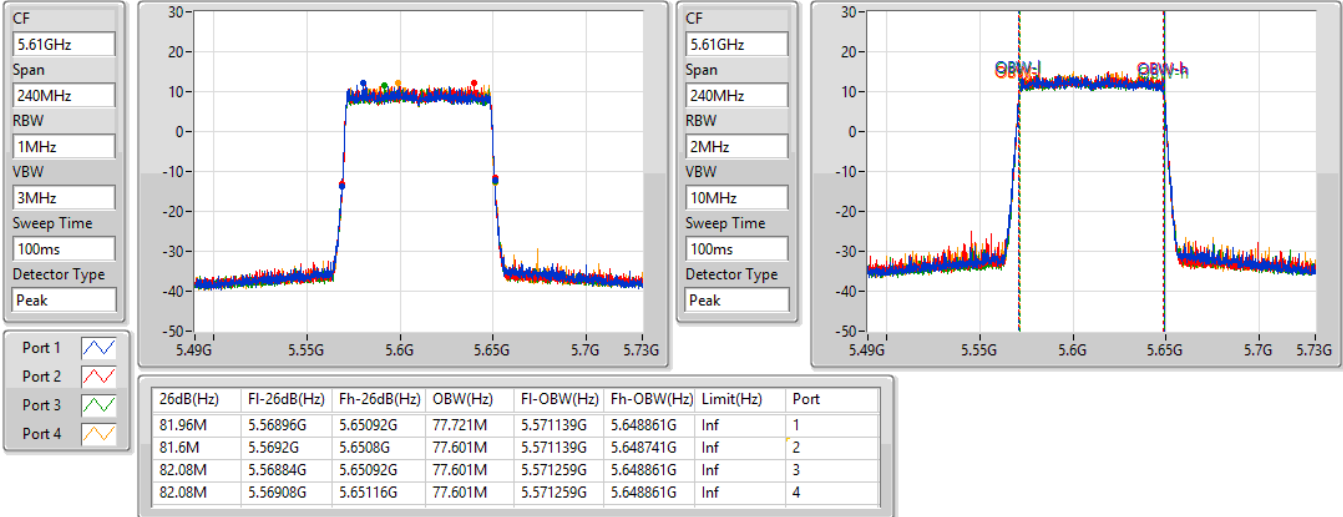 CF
5.61GHz
Span
240MHz
RBW
1MHz
VBW
3MHz
Sweep Time
100ms
Detector Type
Peak
30
20
10
0
-10
-20
-30
-40
-50
5.49G 5.55G 5.6G 5.65G 5.7G 5.73G
CF
5.61GHz
Span
240MHz
RBW
2MHz
VBW
10MHz
Sweep Time
100ms
Detector Type
Peak
30
20
10
0
-10
-20
-30
-40
-50
OBW-l OBW-h
5.49G 5.55G 5.6G 5.65G 5.7G 5.73G
Port 1
Port 2
Port 3
Port 4
26dB(Hz) Fl-26dB(Hz) Fh-26dB(Hz) OBW(Hz) Fl-OBW(Hz) Fh-OBW(Hz) Limit(Hz) Port
81.96M 5.56896G 5.65092G 77.721M 5.571139G 5.648861G Inf 1
81.6M 5.5692G 5.6508G 77.601M 5.571139G 5.648741G Inf 2
82.08M 5.56884G 5.65092G 77.601M 5.571259G 5.648861G Inf 3
82.08M 5.56908G 5.65116G 77.601M 5.571259G 5.648861G Inf 4